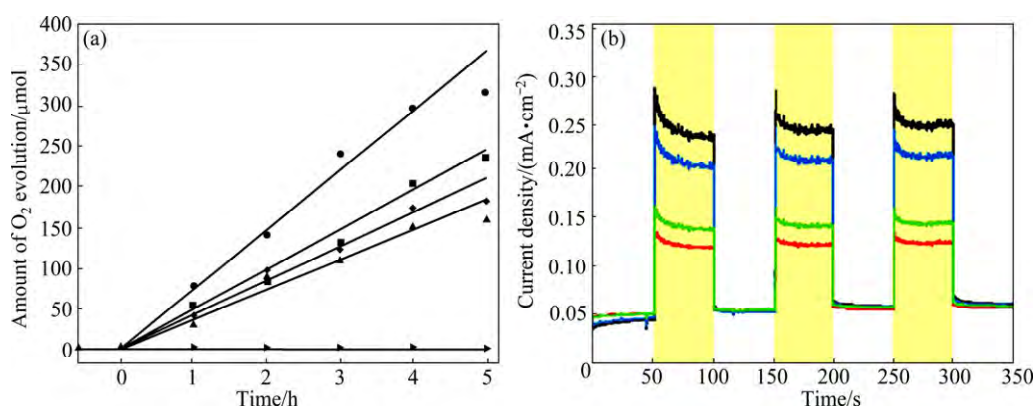 (a)
Amount of O₂ evolution/μmol
400
350
300
250
200
150
100
50
0
0 1 2 3 4 5
Time/h
(b)
Current density/(mA•cm⁻²)
0.35
0.30
0.25
0.20
0.15
0.10
0.05
0 50 100 150 200 250 300 350
Time/s